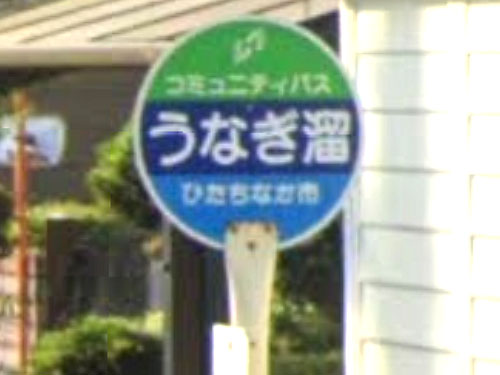 コミュニティバス
うなぎ溜
ひたちなか市